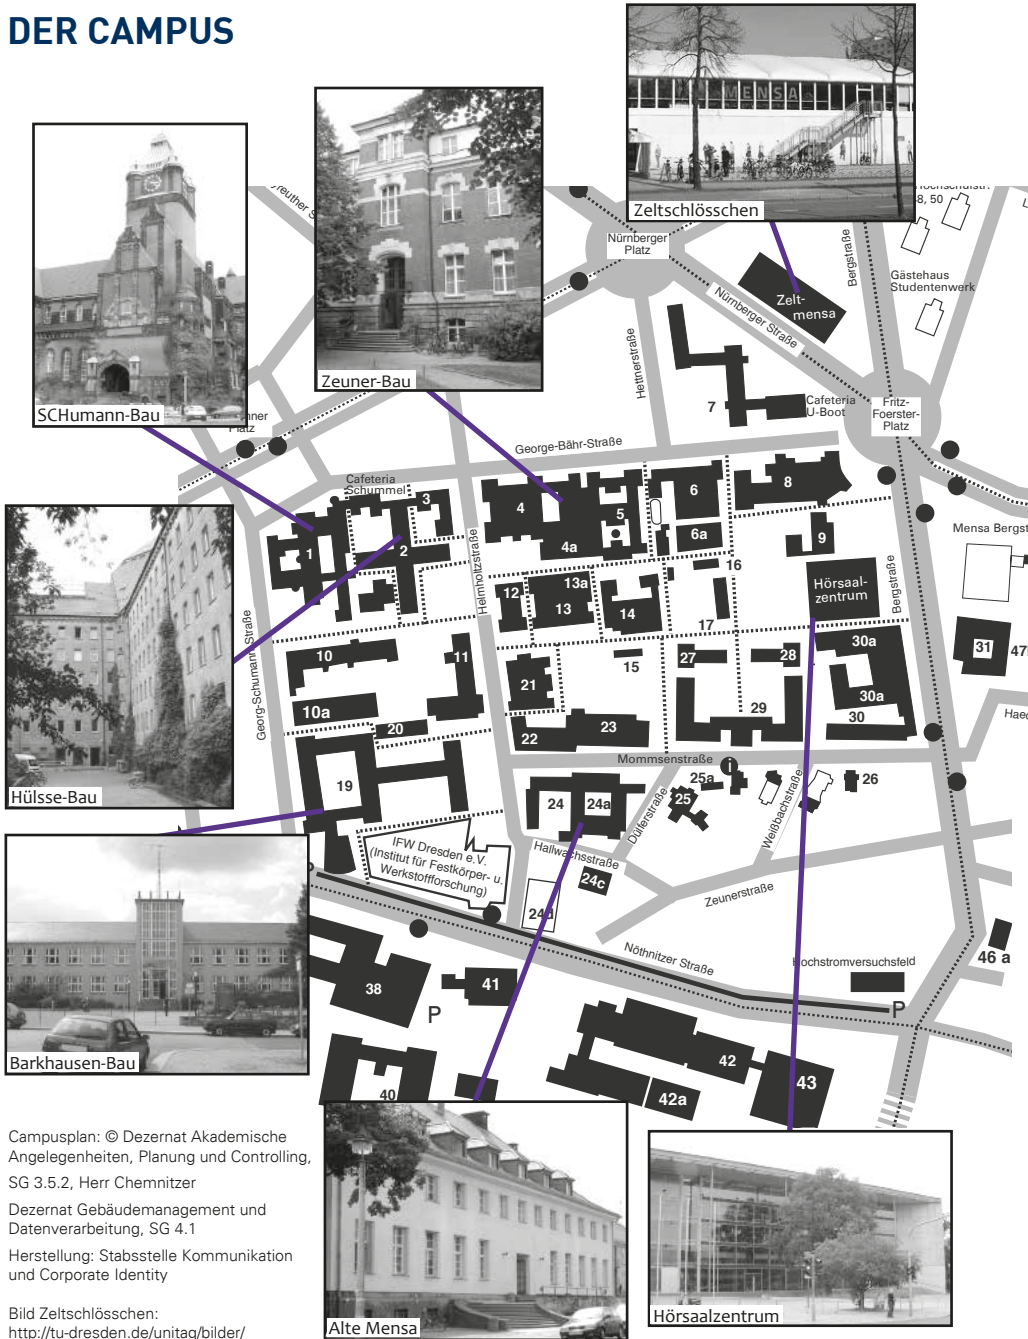 DER CAMPUS
Zeltschlösschen
MENSA
SCHumann-Bau
Zeuner-Bau
Hülsse-Bau
Barkhausen-Bau
Alte Mensa
Hörsaalzentrum
8, 50
Nürnberger
Platz
Bergstraße
Gästehaus
Studentenwerk
Zelt-
mensa
Nürnberger Straße
Hettnerstraße
7
Cafeteria
U-Boot
Fritz-
Foerster-
Platz
Platz
George-Bähr-Straße
Cafeteria
Schummel
3
4
5
6
8
1
2
4a
6a
9
Mensa Bergst
Helmholtzstraße
16
12
13a
13
14
17
Hörsaal-
zentrum
Bergstraße
Georg-Schumann-Straße
10
11
15
27
28
30a
31
47
21
10a
20
22
23
29
30a
30
Mommsenstraße
i
19
24
24a
25a
25
26
Dülferstraße
Weißbachstraße
IFW Dresden e.V.
(Institut für Festkörper- u.
Werkstoffforschung)
Hallwachsstraße
24c
24d
Zeunerstraße
Nöthnitzer Straße
Hochstromversuchsfeld
46 a
38
41
P
P
40
42
42a
43
Campusplan: © Dezernat Akademische
Angelegenheiten, Planung und Controlling,
SG 3.5.2, Herr Chemnitzer
Dezernat Gebäudemanagement und
Datenverarbeitung, SG 4.1
Herstellung: Stabsstelle Kommunikation
und Corporate Identity
Bild Zeltschlösschen:
http://tu-dresden.de/unitag/bilder/